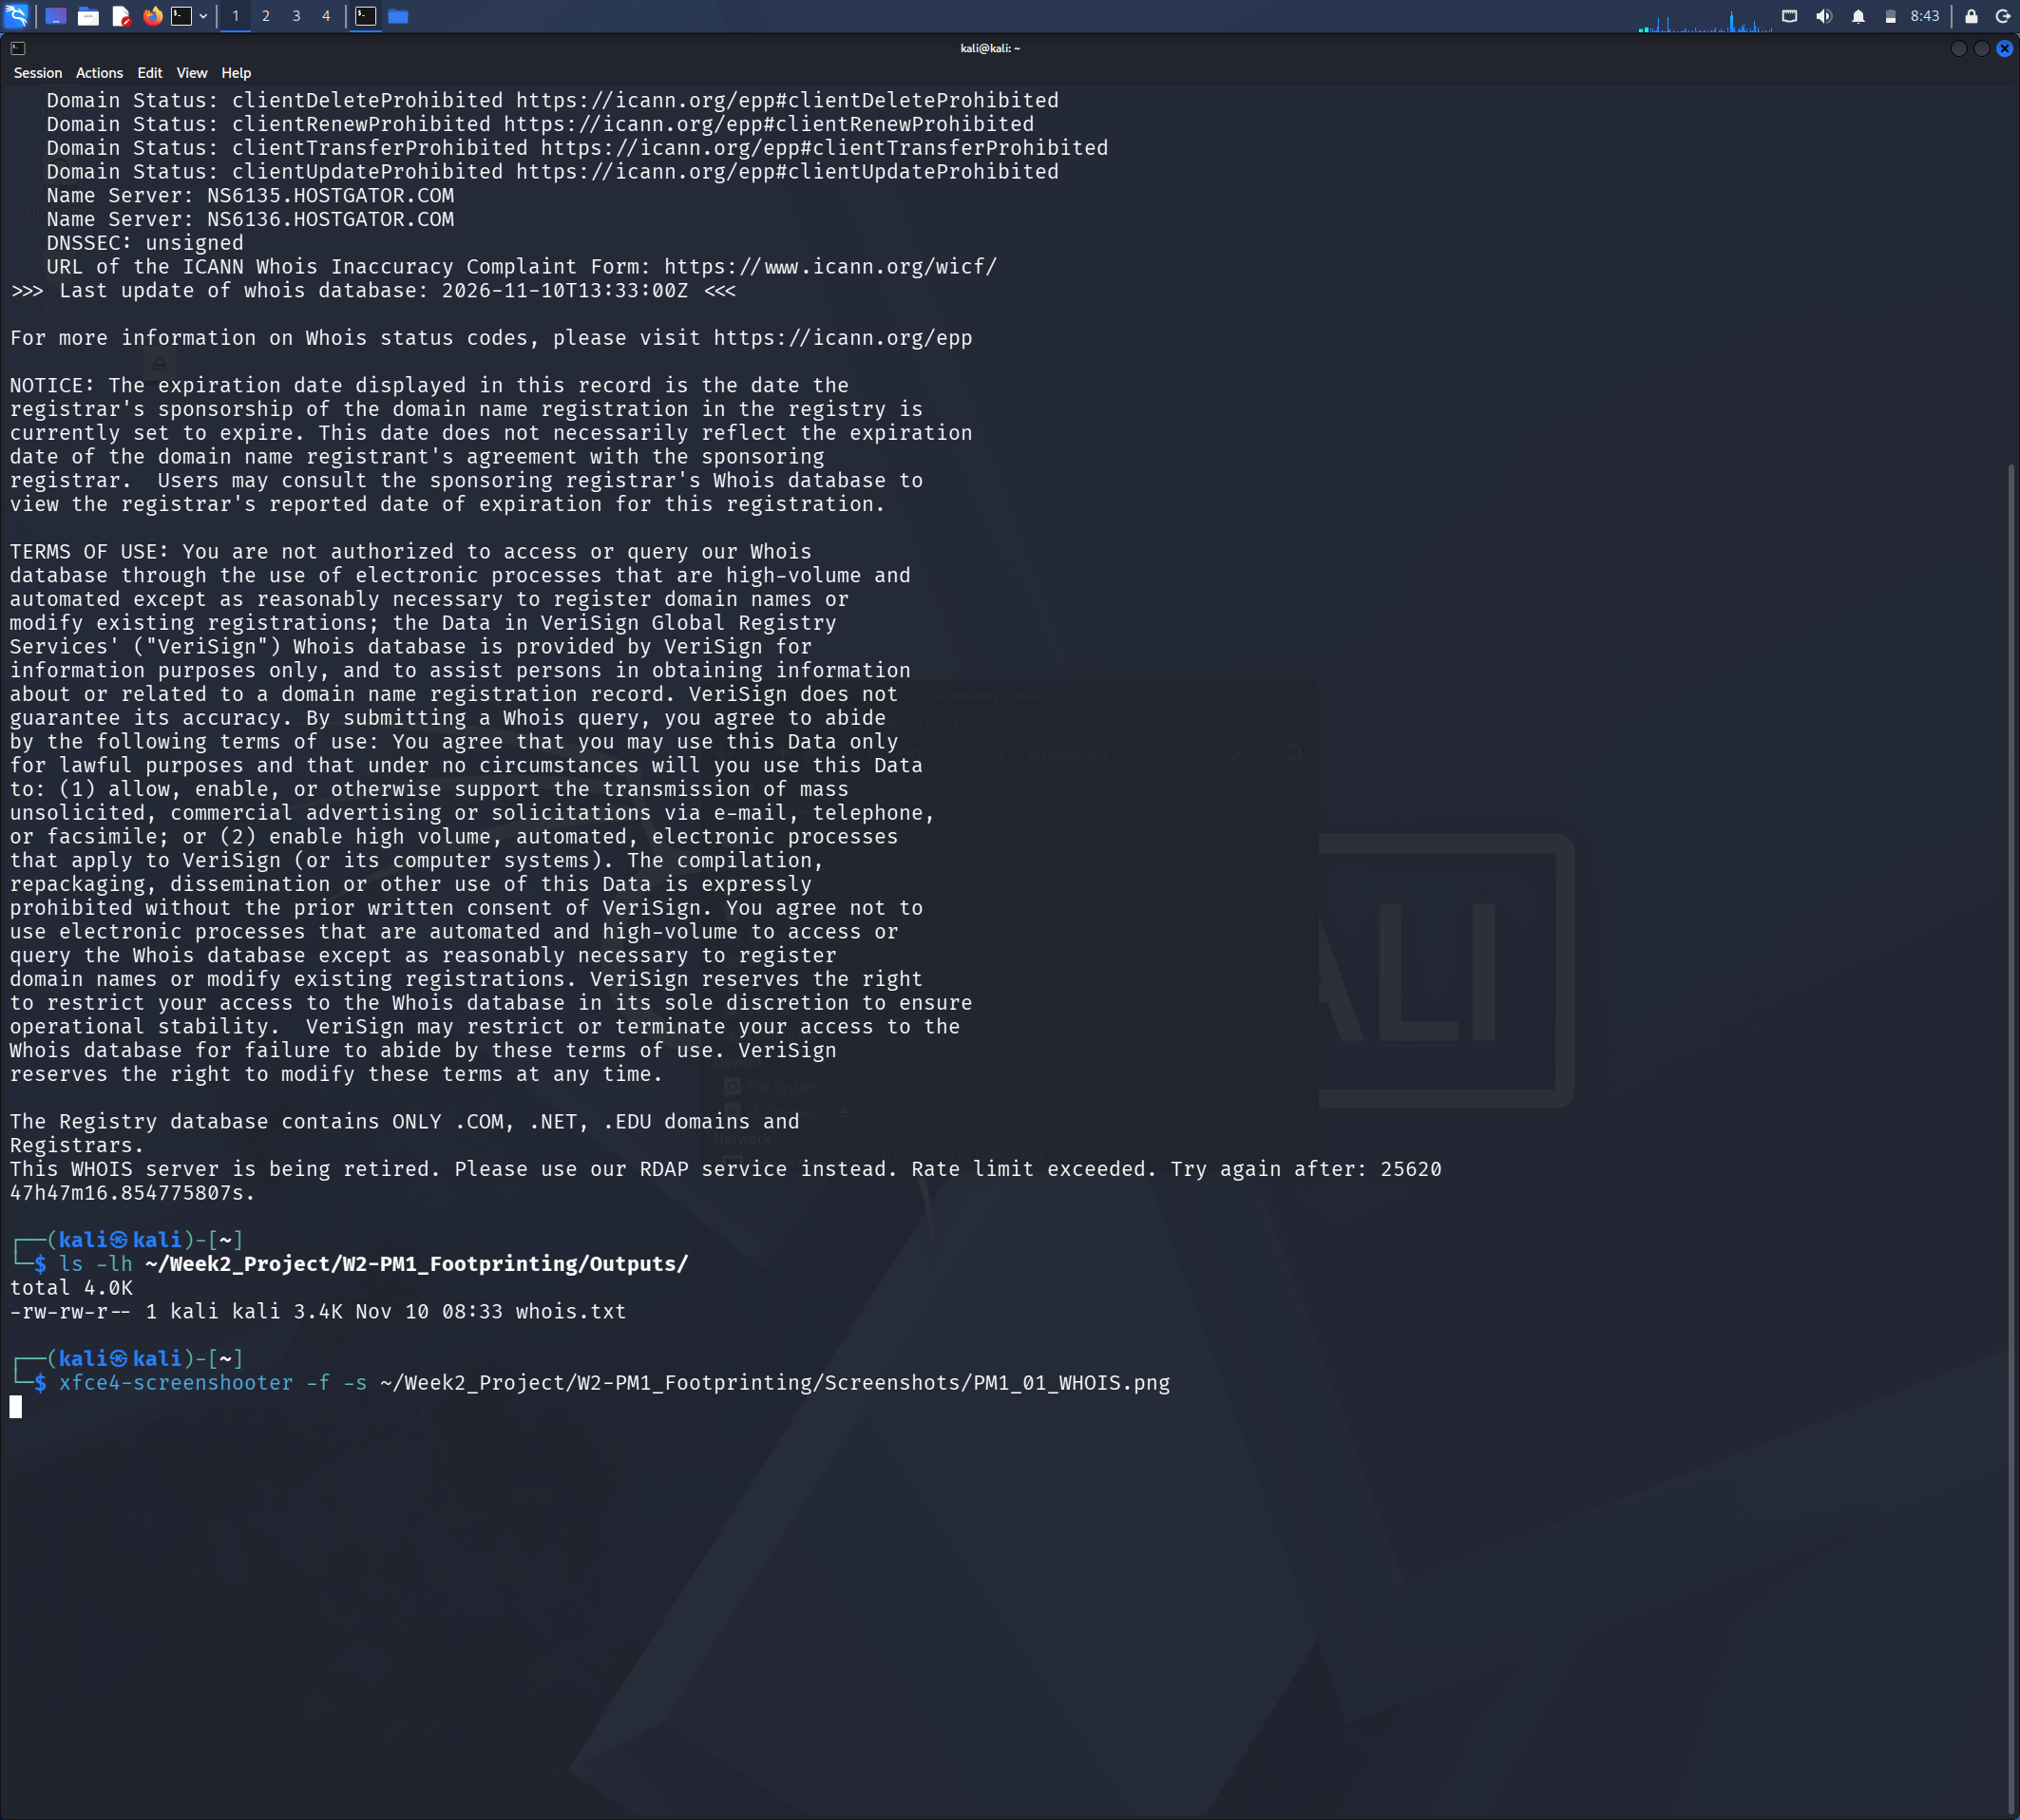 1 2 3 4 8:43
kali@kali: ~
Session Actions Edit View Help
Domain Status: clientDeleteProhibited https://icann.org/epp#clientDeleteProhibited
Domain Status: clientRenewProhibited https://icann.org/epp#clientRenewProhibited
Domain Status: clientTransferProhibited https://icann.org/epp#clientTransferProhibited
Domain Status: clientUpdateProhibited https://icann.org/epp#clientUpdateProhibited
Name Server: NS6135.HOSTGATOR.COM
Name Server: NS6136.HOSTGATOR.COM
DNSSEC: unsigned
URL of the ICANN Whois Inaccuracy Complaint Form: https://www.icann.org/wicf/
>>> Last update of whois database: 2026-11-10T13:33:00Z <<<
For more information on Whois status codes, please visit https://icann.org/epp
NOTICE: The expiration date displayed in this record is the date the
registrar's sponsorship of the domain name registration in the registry is
currently set to expire. This date does not necessarily reflect the expiration
date of the domain name registrant's agreement with the sponsoring
registrar.  Users may consult the sponsoring registrar's Whois database to
view the registrar's reported date of expiration for this registration.
TERMS OF USE: You are not authorized to access or query our Whois
database through the use of electronic processes that are high-volume and
automated except as reasonably necessary to register domain names or
modify existing registrations; the Data in VeriSign Global Registry
Services' ("VeriSign") Whois database is provided by VeriSign for
information purposes only, and to assist persons in obtaining information
about or related to a domain name registration record. VeriSign does not
guarantee its accuracy. By submitting a Whois query, you agree to abide
by the following terms of use: You agree that you may use this Data only
for lawful purposes and that under no circumstances will you use this Data
to: (1) allow, enable, or otherwise support the transmission of mass
unsolicited, commercial advertising or solicitations via e-mail, telephone,
or facsimile; or (2) enable high volume, automated, electronic processes
that apply to VeriSign (or its computer systems). The compilation,
repackaging, dissemination or other use of this Data is expressly
prohibited without the prior written consent of VeriSign. You agree not to
use electronic processes that are automated and high-volume to access or
query the Whois database except as reasonably necessary to register
domain names or modify existing registrations. VeriSign reserves the right
to restrict your access to the Whois database in its sole discretion to ensure
operational stability.  VeriSign may restrict or terminate your access to the
Whois database for failure to abide by these terms of use. VeriSign
reserves the right to modify these terms at any time.
The Registry database contains ONLY .COM, .NET, .EDU domains and
Registrars.
This WHOIS server is being retired. Please use our RDAP service instead. Rate limit exceeded. Try again after: 25620
47h47m16.854775807s.
┌──(kali㉿kali)-[~]
└─$ ls -lh ~/Week2_Project/W2-PM1_Footprinting/Outputs/
total 4.0K
-rw-rw-r-- 1 kali kali 3.4K Nov 10 08:33 whois.txt
┌──(kali㉿kali)-[~]
└─$ xfce4-screenshooter -f -s ~/Week2_Project/W2-PM1_Footprinting/Screenshots/PM1_01_WHOIS.png
Screenshots
File System
Network
ALI